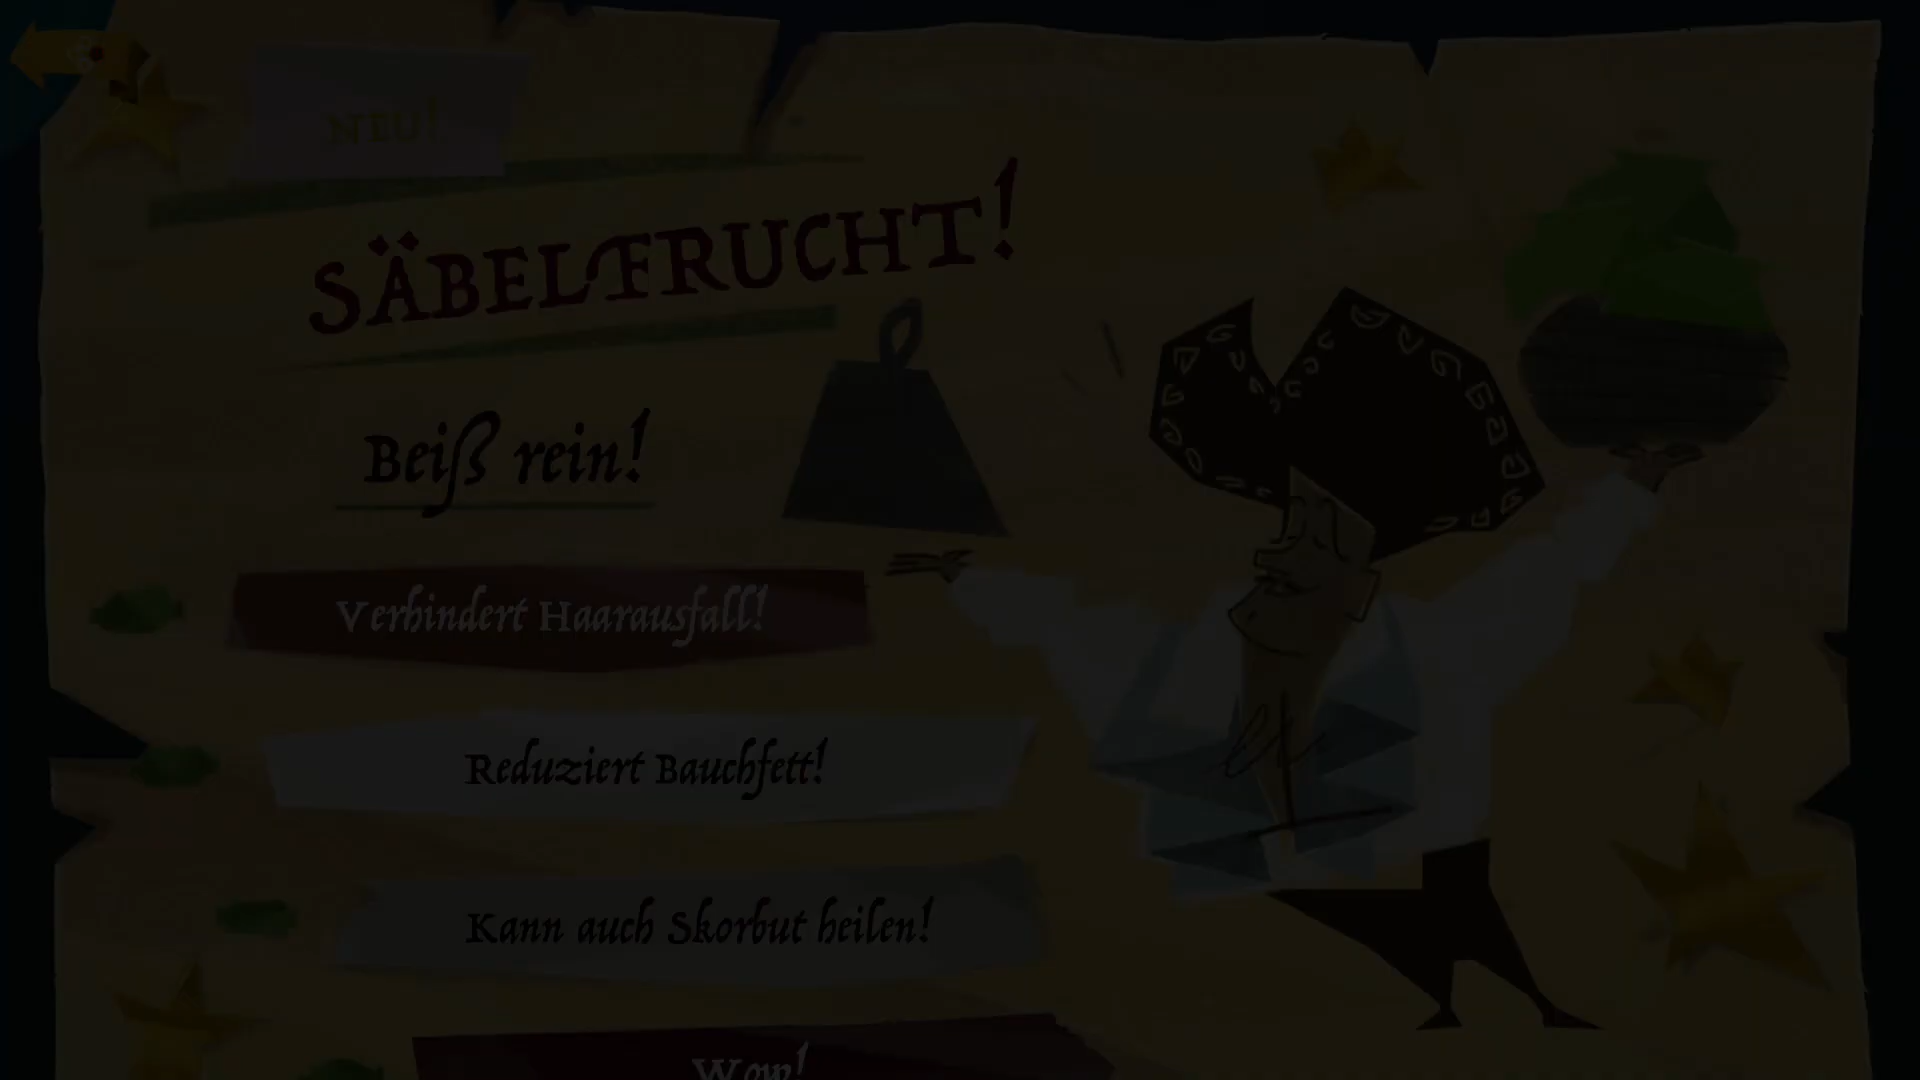 NEU!
SÄBELFRUCHT!
Beiß rein!
Verhindert Haarausfall!
Reduziert Bauchfett!
Kann auch Skorbut heilen!
Wow!